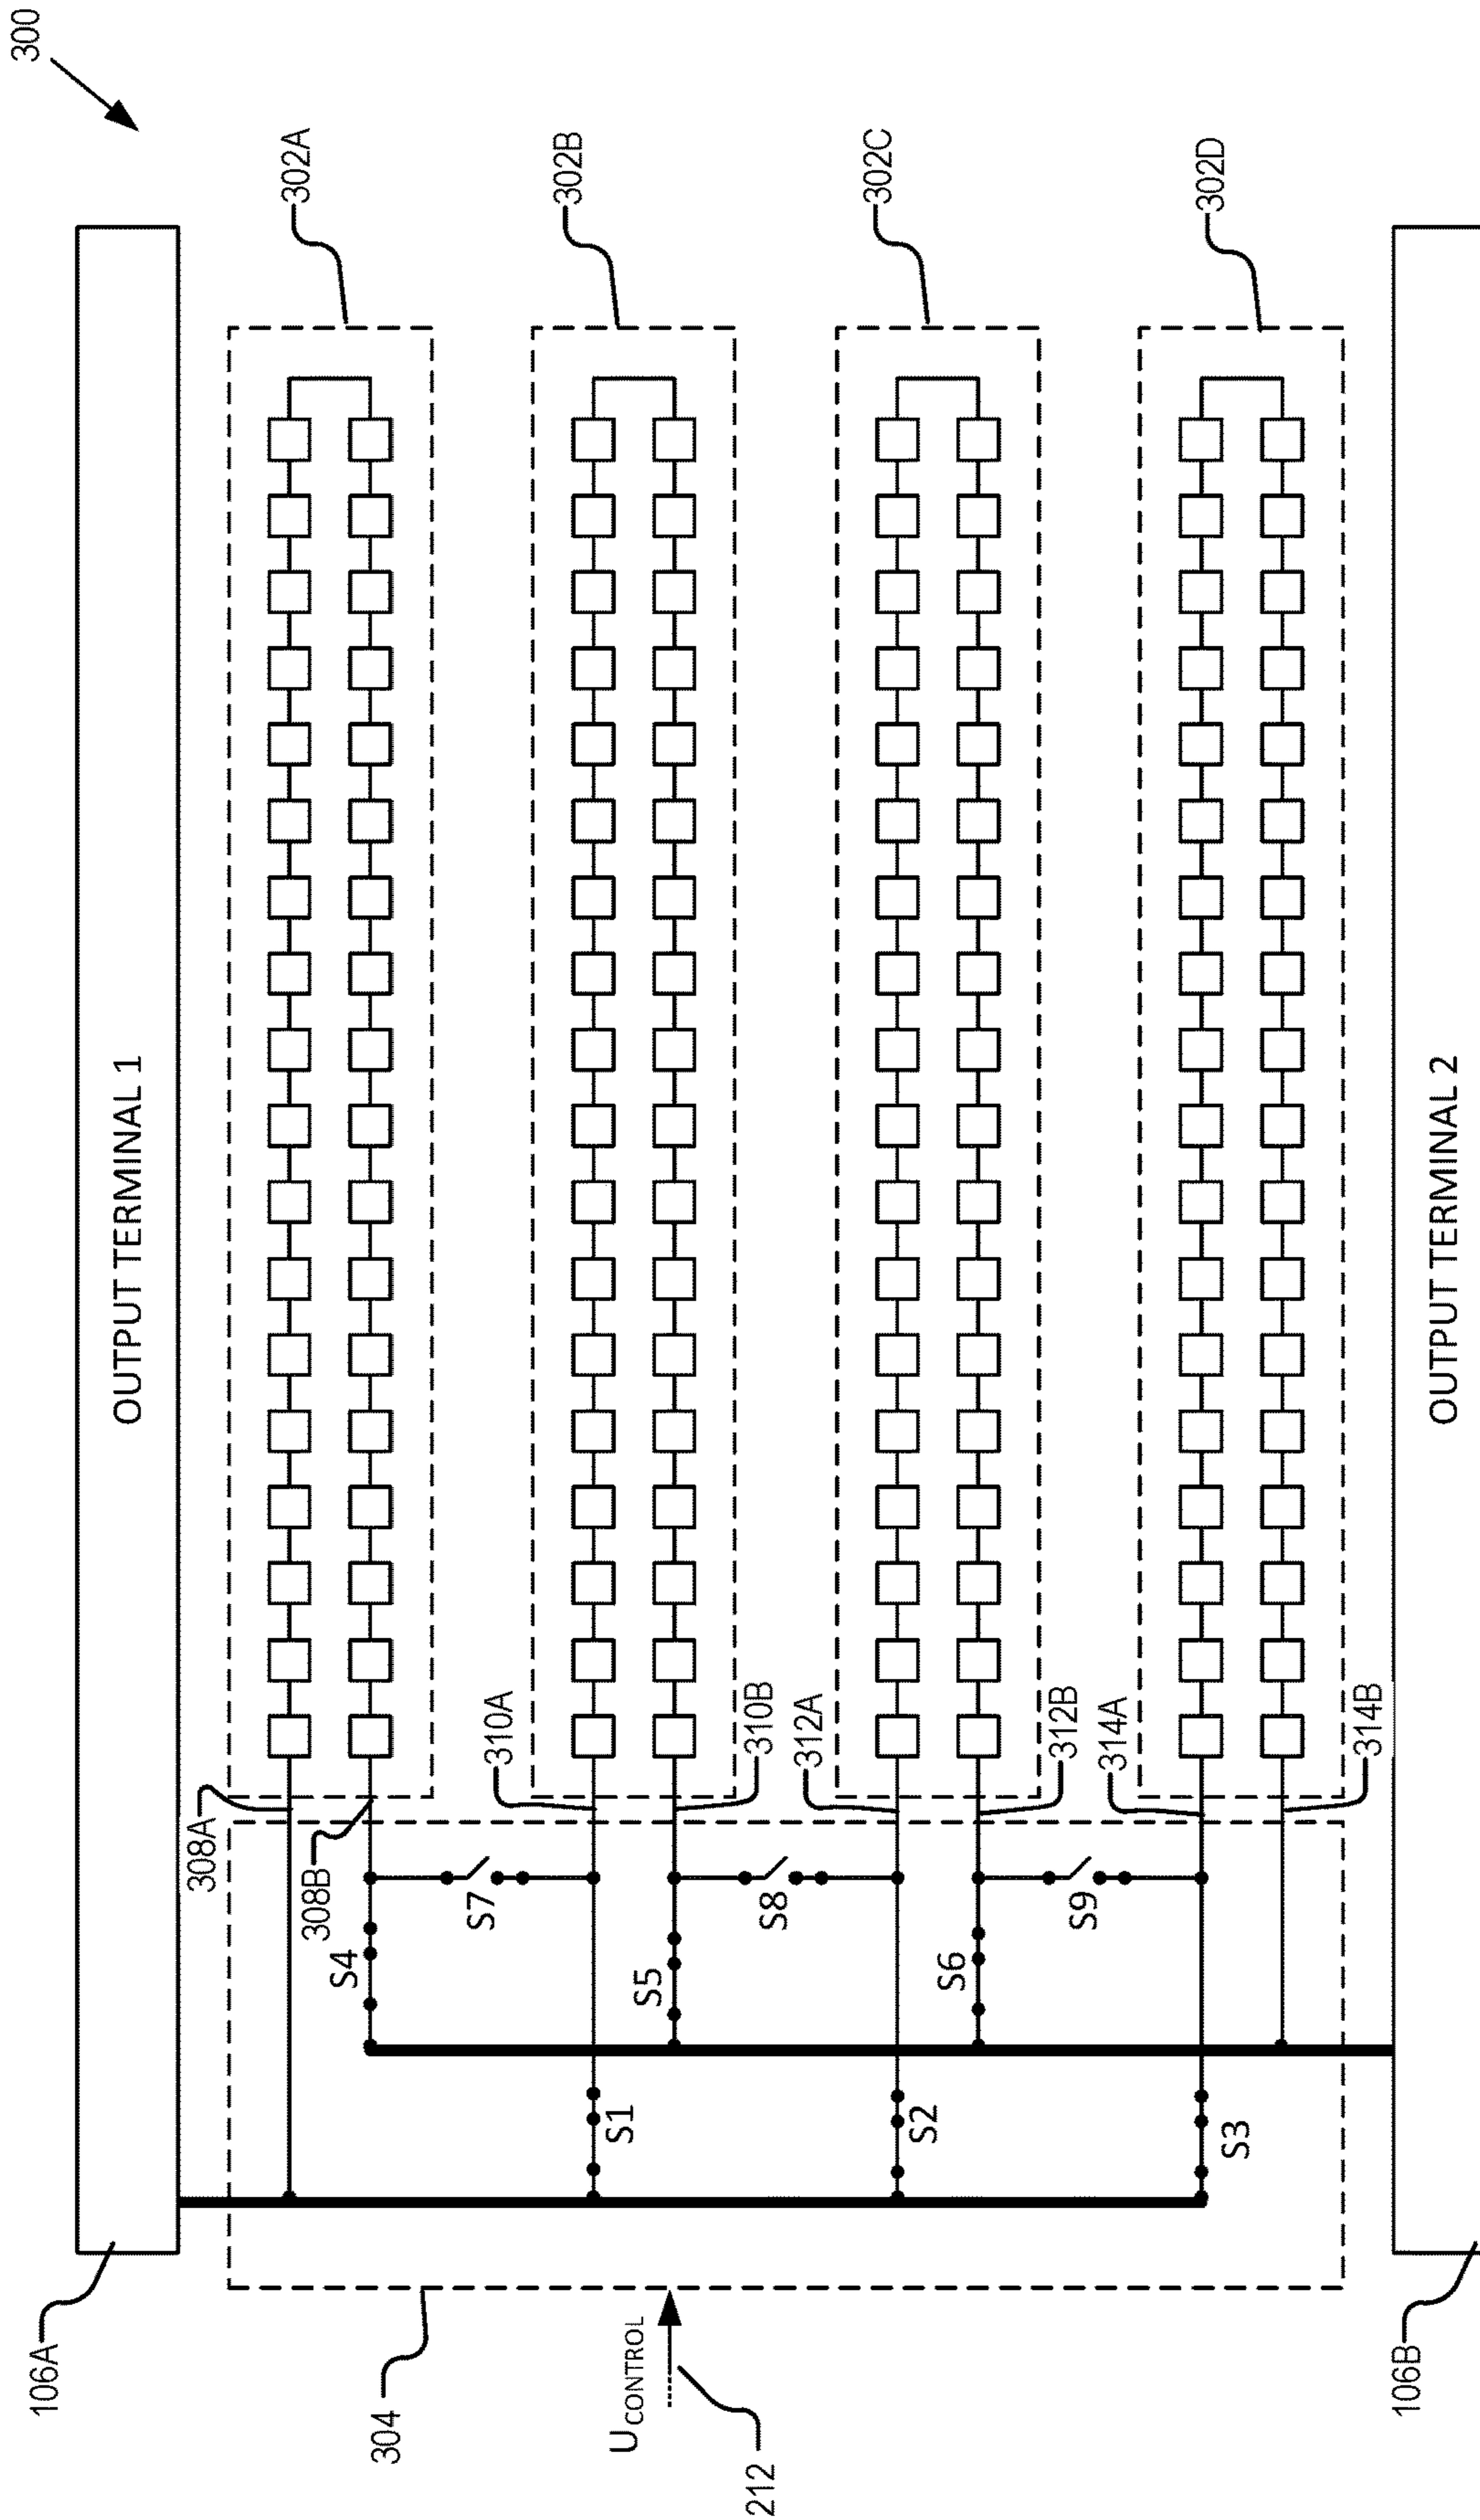 300
OUTPUT TERMINAL 1
106A
302A
302B
302C
302D
308A
308B
310A
310B
312A
312B
314A
314B
S4
S7
S5
S8
S6
S9
S1
S2
S3
304
UCONTROL
212
OUTPUT TERMINAL 2
106B